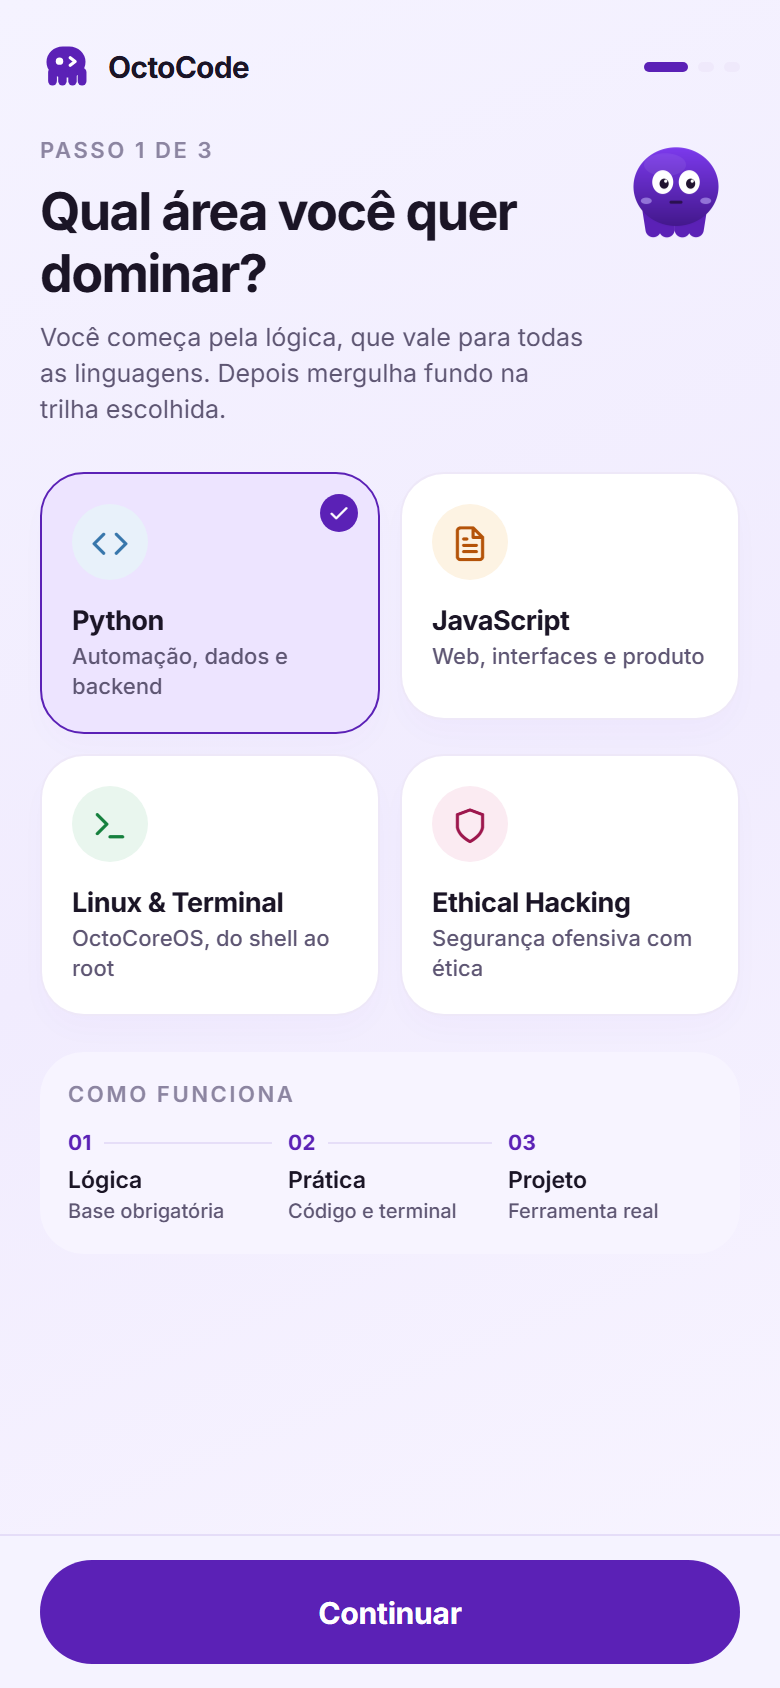 OctoCode
PASSO 1 DE 3
Qual área você quer
dominar?
Você começa pela lógica, que vale para todas
as linguagens. Depois mergulha fundo na
trilha escolhida.
Python
Automação, dados e
backend
JavaScript
Web, interfaces e produto
Linux & Terminal
OctoCoreOS, do shell ao
root
Ethical Hacking
Segurança ofensiva com
ética
COMO FUNCIONA
01
Lógica
Base obrigatória
02
Prática
Código e terminal
03
Projeto
Ferramenta real
Continuar